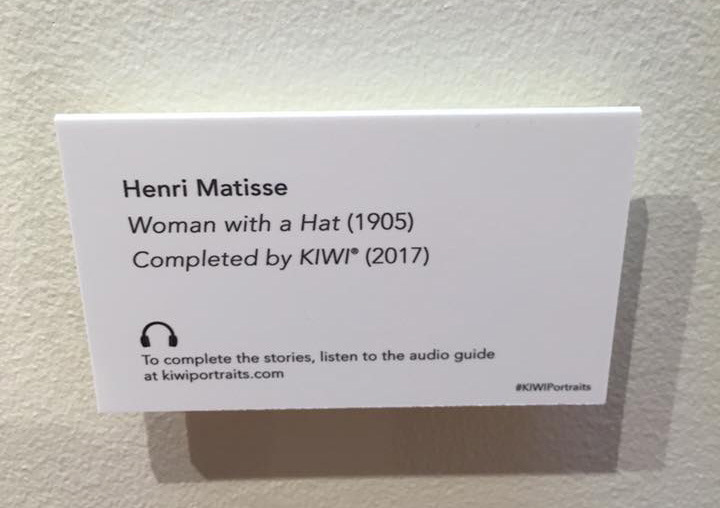 Henri Matisse
Woman with a Hat (1905)
Completed by KIWI® (2017)
To complete the stories, listen to the audio guide
at kiwiportraits.com
#KIWIPortraits